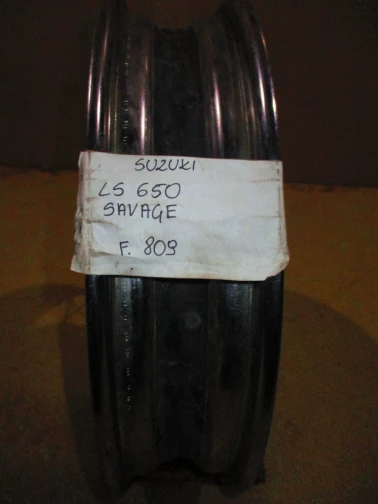 SUZUKI
LS 650
SAVAGE
F. 809